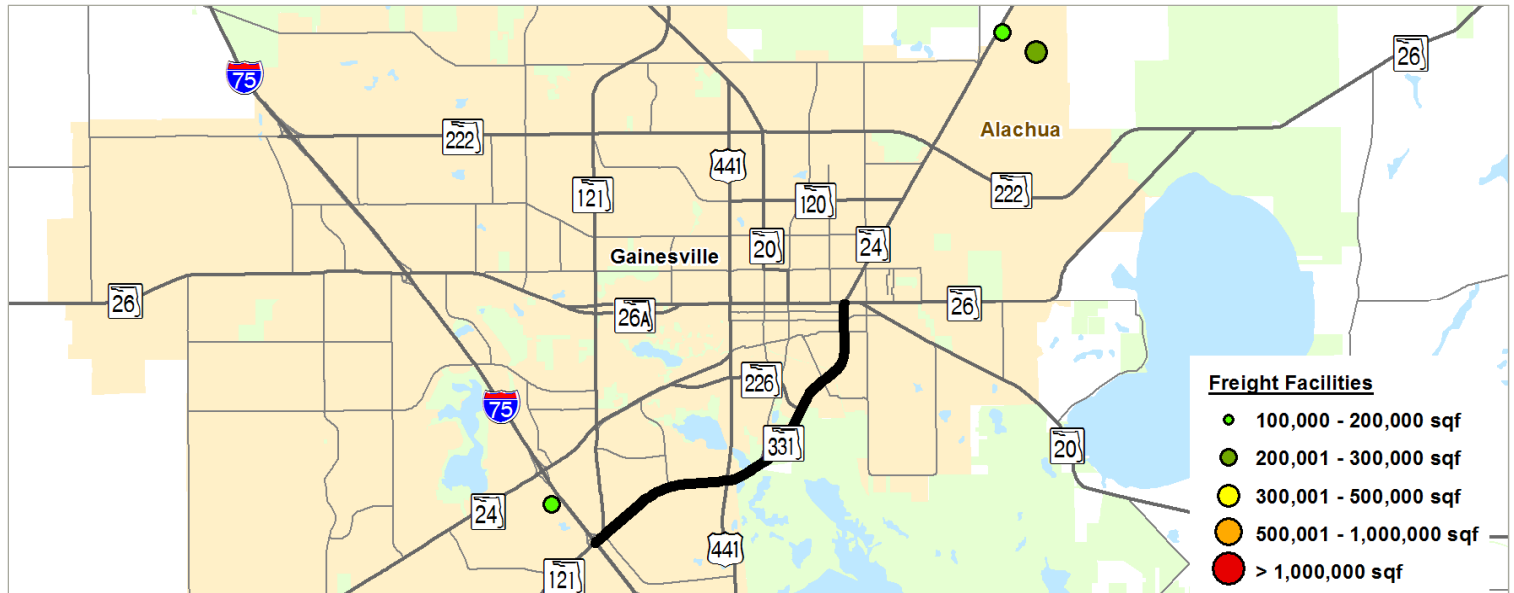 26
75
Alachua
222
441
121
120
222
20
24
Gainesville
26
26A
26
226
75
331
20
24
441
121
Freight Facilities
100,000 - 200,000 sqf
200,001 - 300,000 sqf
300,001 - 500,000 sqf
500,001 - 1,000,000 sqf
> 1,000,000 sqf